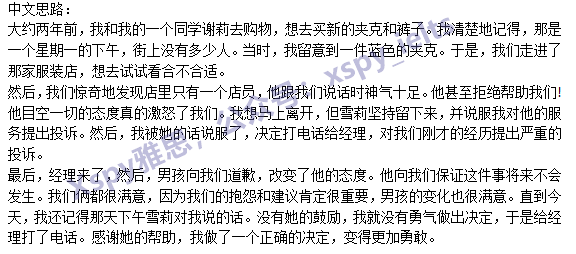 中文思路：
大约两年前，我和我的一个同学谢莉去购物，想去买新的夹克和裤子。我清楚地记得，那是
一个星期一的下午，街上没有多少人。当时，我留意到一件蓝色的夹克。于是，我们走进了
那家服装店，想去试试看合不合适。
然后，我们惊奇地发现店里只有一个店员，他跟我们说话时神气十足。他甚至拒绝帮助我们！
他目空一切的态度真的激怒了我们。我想马上离开，但雪莉坚持留下来，并说服我对他的服
务提出投诉。然后，我被她的话说服了，决定打电话给经理，对我们刚才的经历提出严重的
投诉。
最后，经理来了。然后，男孩向我们道歉，改变了他的态度。他向我们保证这件事将来不会
发生。我们俩都很满意，因为我们的抱怨和建议肯定很重要，男孩的变化也很满意。直到今
天，我还记得那天下午雪莉对我说的话。没有她的鼓励，我就没有勇气做出决定，于是给经
理打了电话。感谢她的帮助，我做了一个正确的决定，变得更加勇敢。
Xspy雅思，公众号：xspy_ielts